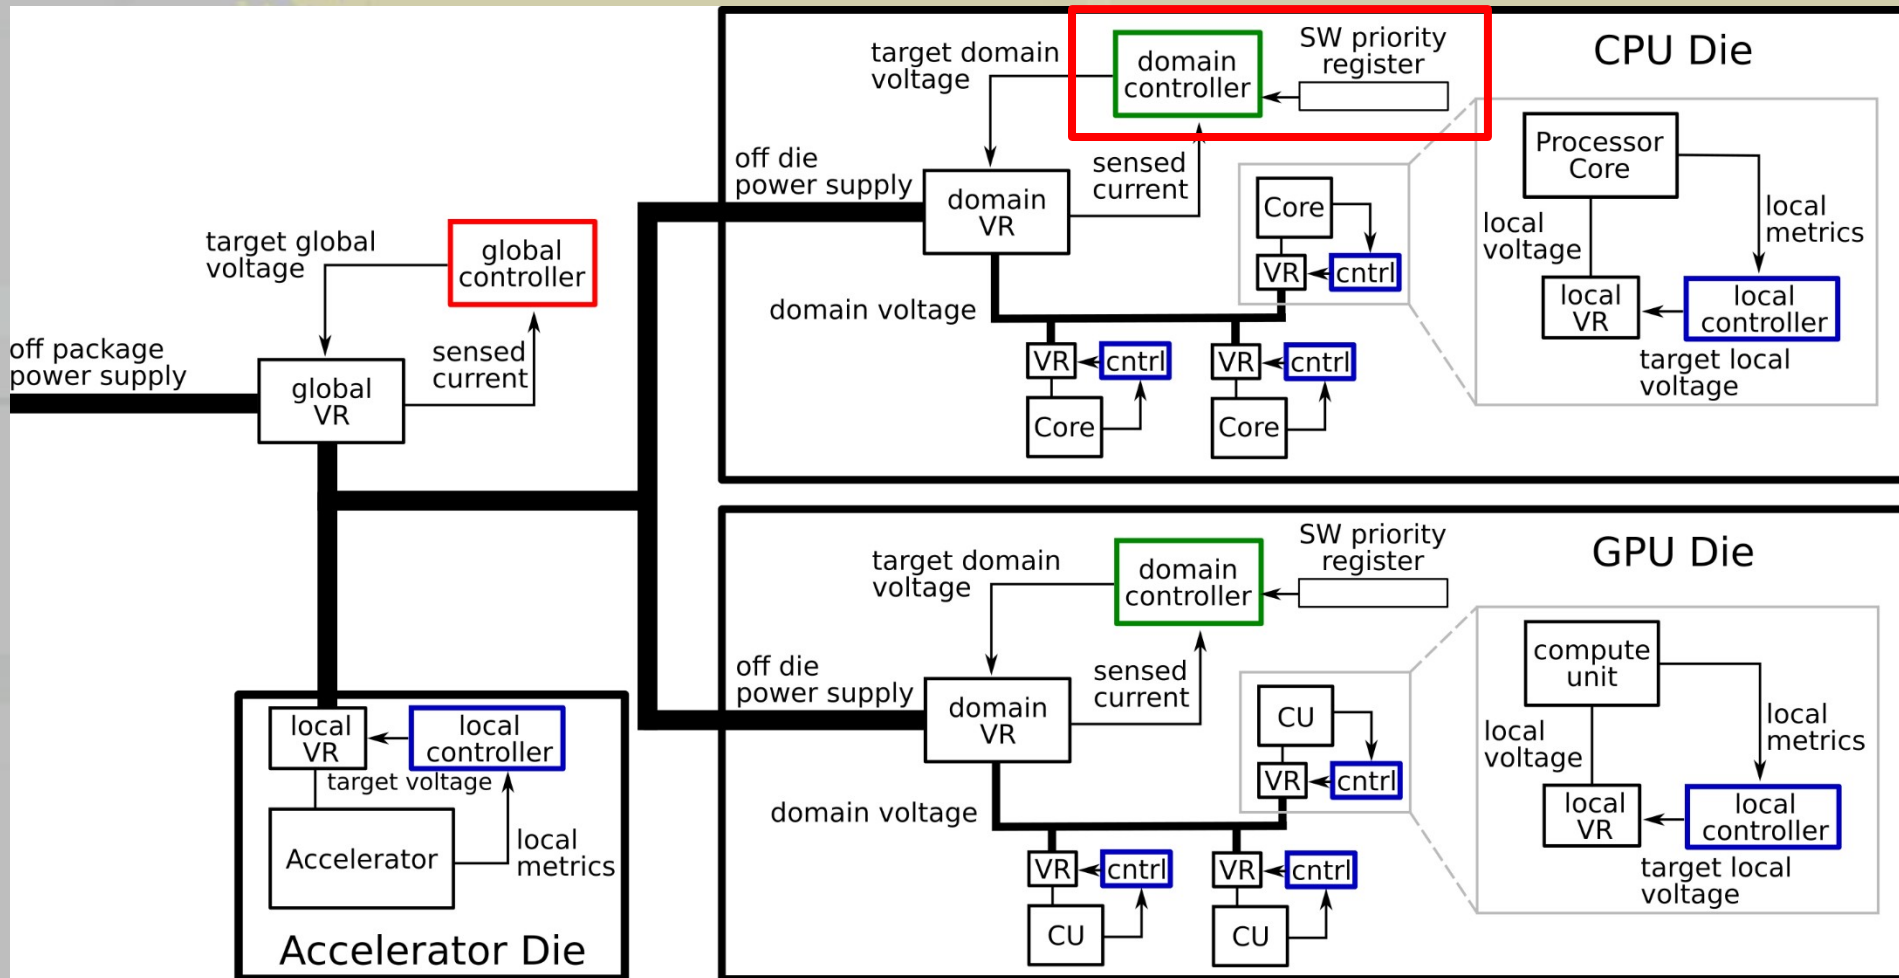 off package
power supply
target global
voltage
global
controller
sensed
current
global
VR
local
VR
local
controller
target voltage
Accelerator
local
metrics
Accelerator Die
CPU Die
target domain
voltage
domain
controller
SW priority
register
off die
power supply
domain
VR
sensed
current
domain voltage
Core
VR
cntrl
VR
cntrl
Core
VR
cntrl
Core
Processor
Core
local
voltage
local
metrics
local
VR
local
controller
target local
voltage
GPU Die
target domain
voltage
domain
controller
SW priority
register
off die
power supply
domain
VR
sensed
current
domain voltage
CU
VR
cntrl
VR
cntrl
CU
VR
cntrl
CU
compute
unit
local
voltage
local
metrics
local
VR
local
controller
target local
voltage